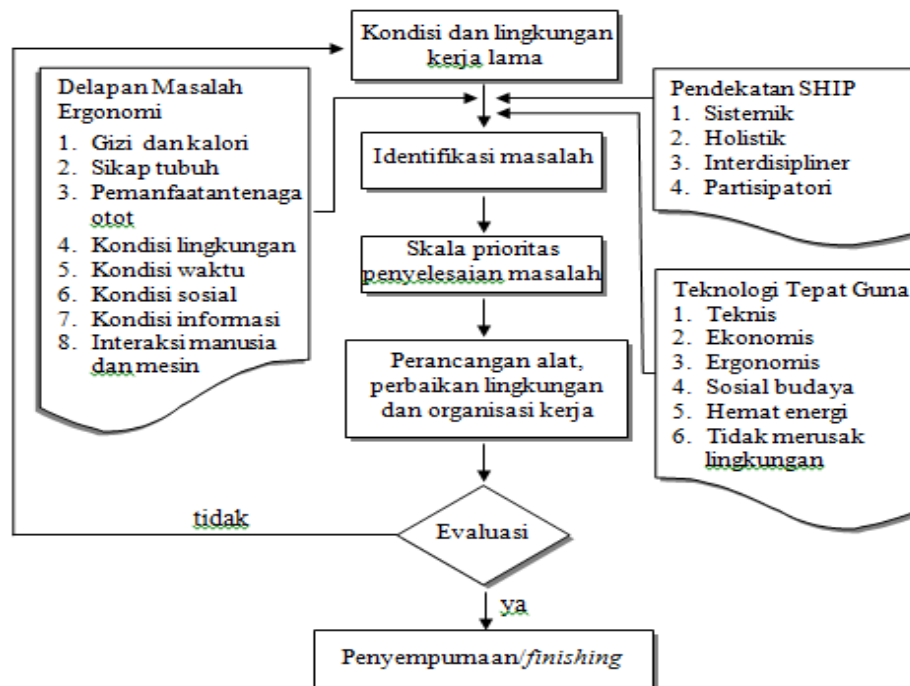 Kondisi dan lingkungan
kerja lama
Delapan Masalah
Ergonomi
1. Gizi dan kalori
2. Sikap tubuh
3. Pemanfaatantenaga
otot
4. Kondisi lingkungan
5. Kondisi waktu
6. Kondisi sosial
7. Kondisi informasi
8. Interaksi manusia
dan mesin
Pendekatan SHIP
1. Sistemik
2. Holistik
3. Interdisipliner
4. Partisipatori
Identifikasi masalah
Skala prioritas
penyelesaian masalah
Teknologi Tepat Guna
1. Teknis
2. Ekonomis
3. Ergonomis
4. Sosial budaya
5. Hemat energi
6. Tidak merusak
lingkungan
Perancangan alat,
perbaikan lingkungan
dan organisasi kerja
tidak
Evaluasi
ya
Penyempurnaan/finishing